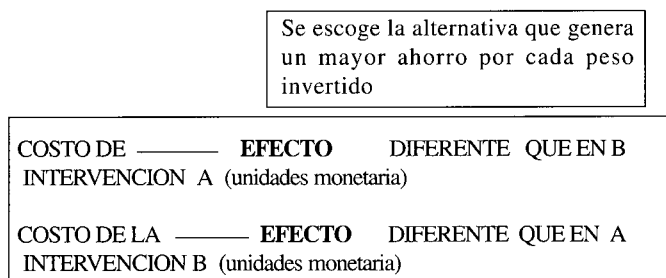 Se escoge la alternativa que genera
un mayor ahorro por cada peso
invertido
COSTO DE ——— EFECTO DIFERENTE QUE EN B
INTERVENCION A (unidades monetaria)
COSTO DE LA ——— EFECTO DIFERENTE QUE EN A
INTERVENCION B (unidades monetaria)